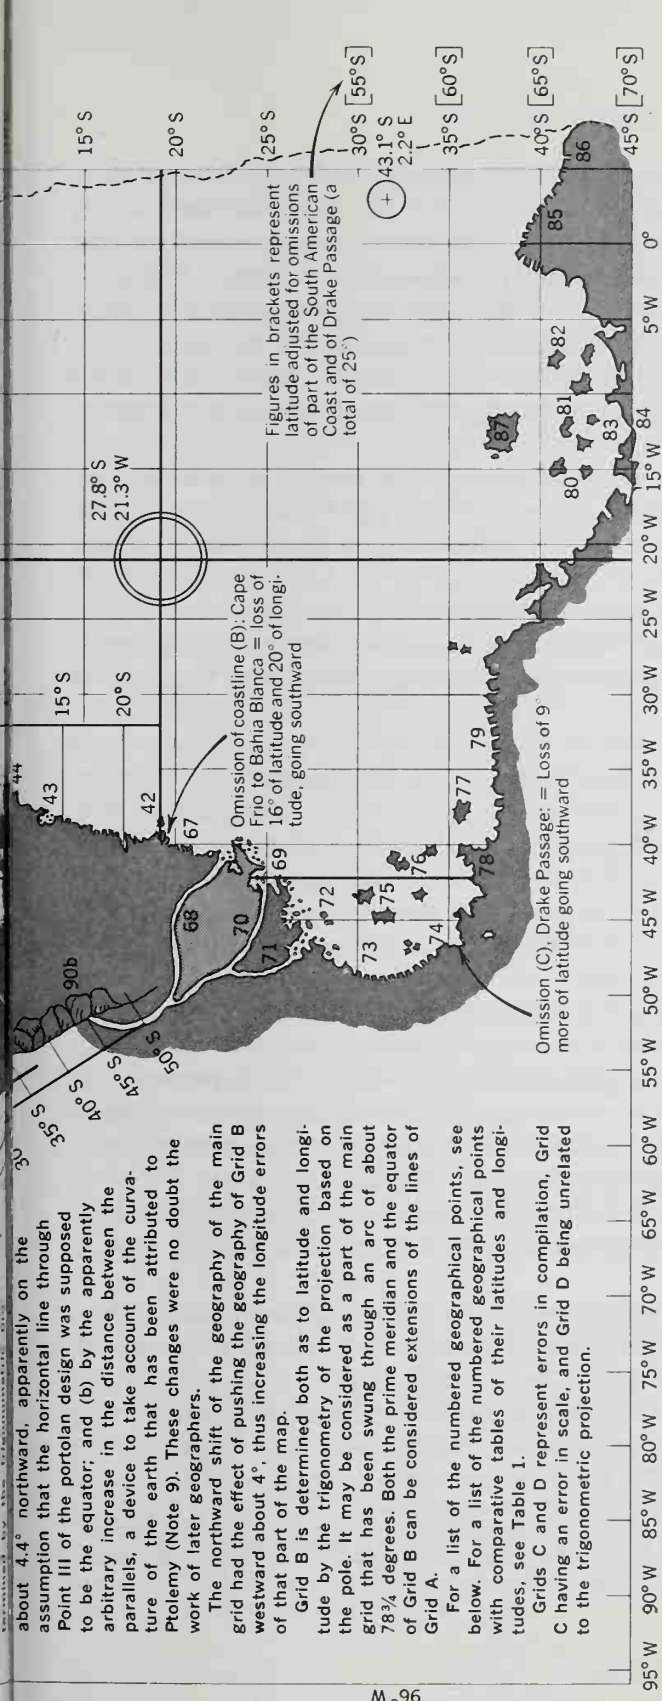 about 4.4° northward, apparently on the
assumption that the horizontal line through
Point III of the portolan design was supposed
to be the equator; and (b) by the apparently
arbitrary increase in the distance between the
parallels, a device to take account of the curva-
ture of the earth that has been attributed to
Ptolemy (Note 9). These changes were no doubt the
work of later geographers.
The northward shift of the geography of the main
grid had the effect of pushing the geography of Grid B
westward about 4°, thus increasing the longitude errors
of that part of the map.
Grid B is determined both as to latitude and longi-
tude by the trigonometry of the projection based on
the pole. It may be considered as a part of the main
grid that has been swung through an arc of about
78¾ degrees. Both the prime meridian and the equator
of Grid B can be considered extensions of the lines of
Grid A.
For a list of the numbered geographical points, see
below. For a list of the numbered geographical points
with comparative tables of their latitudes and longi-
tudes, see Table 1.
Grids C and D represent errors in compilation, Grid
C having an error in scale, and Grid D being unrelated
to the trigonometric projection.
35° S
40° S
45° S
50° S
90b
44
43
42
67
68
69
70
71
72
73
74
75
76
77
78
79
80
81
82
83
84
85
86
87
15° S
20° S
Omission of coastline (B): Cape
Frio to Bahia Blanca = loss of
16° of latitude and 20° of longi-
tude, going southward
Omission (C), Drake Passage: = Loss of 9°
more of latitude going southward
27.8° S
21.3° W
Figures in brackets represent
latitude adjusted for omissions
of part of the South American
Coast and of Drake Passage (a
total of 25°)
43.1° S
2.2° E
15° S
20° S
25° S
30° S [55° S]
35° S [60° S]
40° S [65° S]
45° S [70° S]
96° W
95° W 90° W 85° W 80° W 75° W 70° W 65° W 60° W 55° W 50° W 45° W 40° W 35° W 30° W 25° W 20° W 15° W 5° W 0°